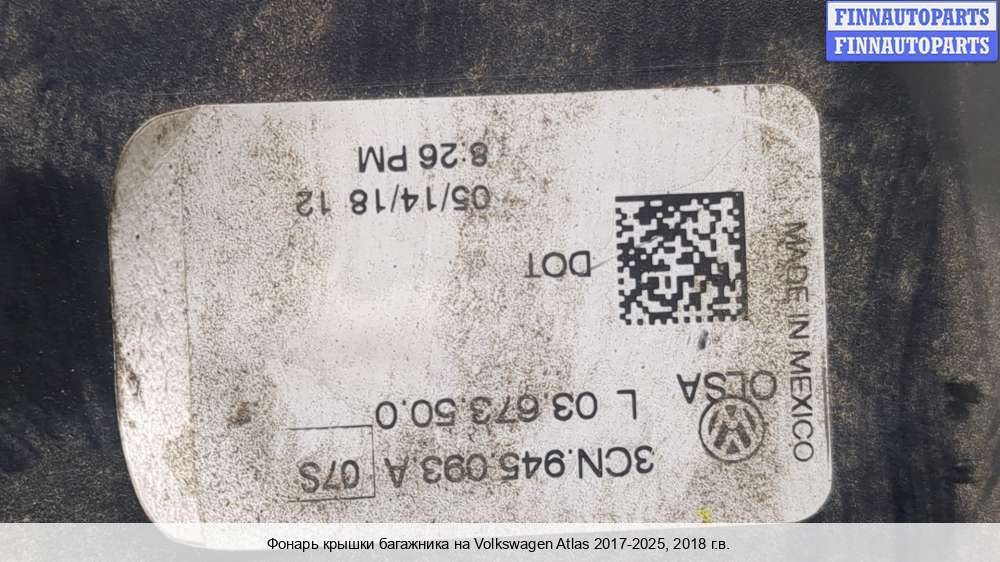 FINNAUTOPARTS
FINNAUTOPARTS
3CN.945.093.A 07S
L 03.673.50.0
OLSA
MADE IN MEXICO
DOT
05/14/18 12
8:26 PM
Фонарь крышки багажника на Volkswagen Atlas 2017-2025, 2018 г.в.